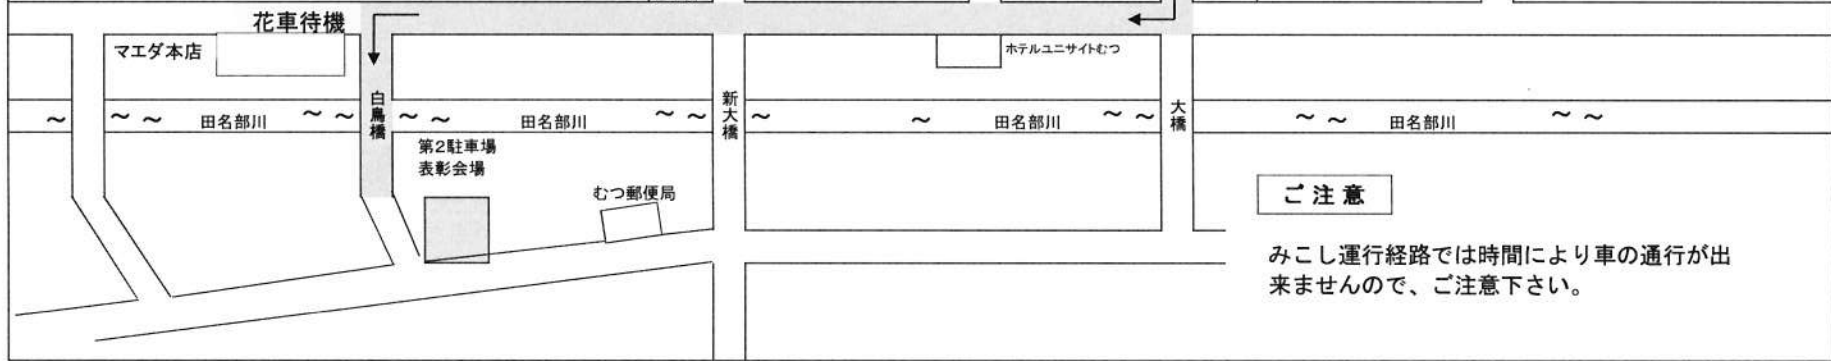 花車待機
マエダ本店
ホテルユニサイトむつ
白鳥橋
新大橋
大橋
～ ～ ～ 田名部川 ～ ～ ～ ～ 田名部川 ～ ～ ～ ～ 田名部川 ～ ～ ～ ～ 田名部川 ～ ～
第2駐車場
表彰会場
むつ郵便局
ご注意
みこし運行経路では時間により車の通行が出
来ませんので、ご注意下さい。